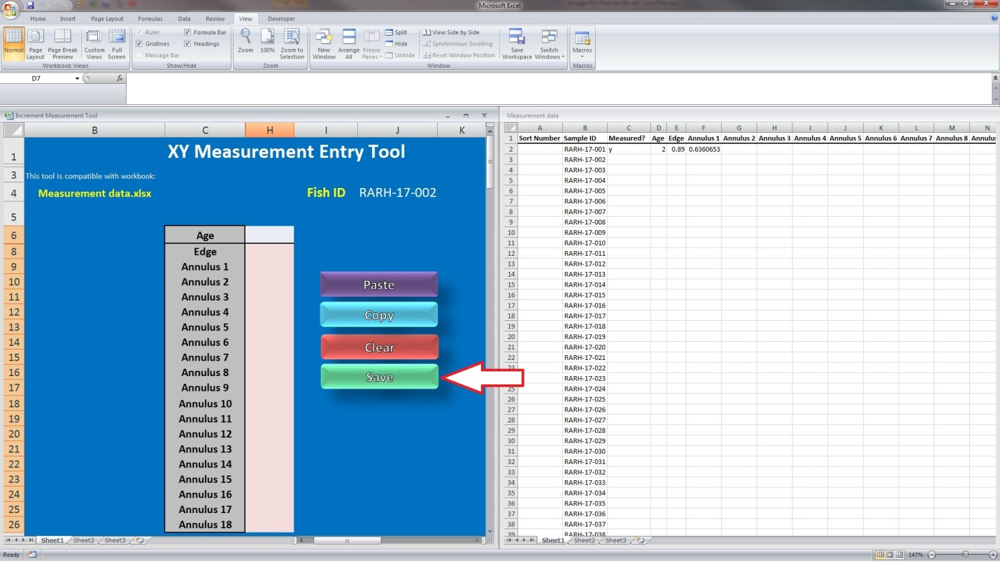 Microsoft Excel
Home Insert Page Layout Formulas Data Review View Developer
Normal Page Layout Page Break Preview Custom Views Full Screen
Workbook Views
Ruler Formula Bar
Gridlines Headings
Message Bar
Show/Hide
Zoom 100% Zoom to Selection
Zoom
New Window Arrange All Freeze Panes
Split
Hide
Unhide
View Side by Side
Synchronous Scrolling
Reset Window Position
Save Workspace Switch Windows
Window
Macros
Macros
D7 fx
Increment Measurement Tool
B C H I J K
1 XY Measurement Entry Tool
3 This tool is compatible with workbook:
4 Measurement data.xlsx Fish ID RARH-17-002
5
6 Age
8 Edge
9 Annulus 1
10 Annulus 2
11 Annulus 3
12 Annulus 4
13 Annulus 5
14 Annulus 6
15 Annulus 7
16 Annulus 8
17 Annulus 9
18 Annulus 10
19 Annulus 11
20 Annulus 12
21 Annulus 13
22 Annulus 14
23 Annulus 15
24 Annulus 16
25 Annulus 17
26 Annulus 18
Paste
Copy
Clear
Save
Sheet1 Sheet2 Sheet3
Measurement data
A B C D E F G H I J K L M N
1 Sort Number Sample ID Measured? Age Edge Annulus 1 Annulus 2 Annulus 3 Annulus 4 Annulus 5 Annulus 6 Annulus 7 Annulus 8 Annulus
2 RARH-17-001 y 2 0.89 0.6360653
3 RARH-17-002
4 RARH-17-003
5 RARH-17-004
6 RARH-17-005
7 RARH-17-006
8 RARH-17-007
9 RARH-17-008
10 RARH-17-009
11 RARH-17-010
12 RARH-17-011
13 RARH-17-012
14 RARH-17-013
15 RARH-17-014
16 RARH-17-015
17 RARH-17-016
18 RARH-17-017
19 RARH-17-018
20 RARH-17-019
21 RARH-17-020
22 RARH-17-021
23 RARH-17-022
RARH-17-023
25 RARH-17-024
26 RARH-17-025
27 RARH-17-026
28 RARH-17-027
29 RARH-17-028
30 RARH-17-029
31 RARH-17-030
32 RARH-17-031
33 RARH-17-032
34 RARH-17-033
35 RARH-17-034
36 RARH-17-035
37 RARH-17-036
38 RARH-17-037
39 RARH-17-038
Sheet1 Sheet2 Sheet3
Ready 147%